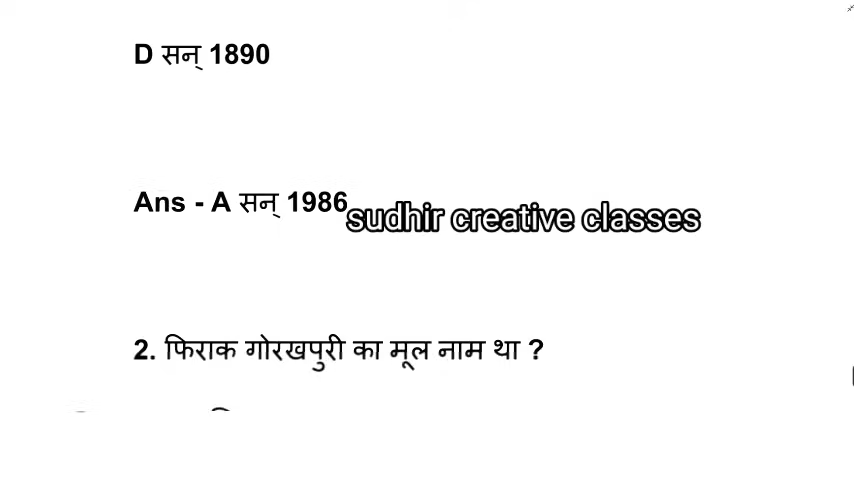 D सन् 1890
Ans - A सन् 1986
sudhir creative classes
2. फिराक गोरखपुरी का मूल नाम था ?